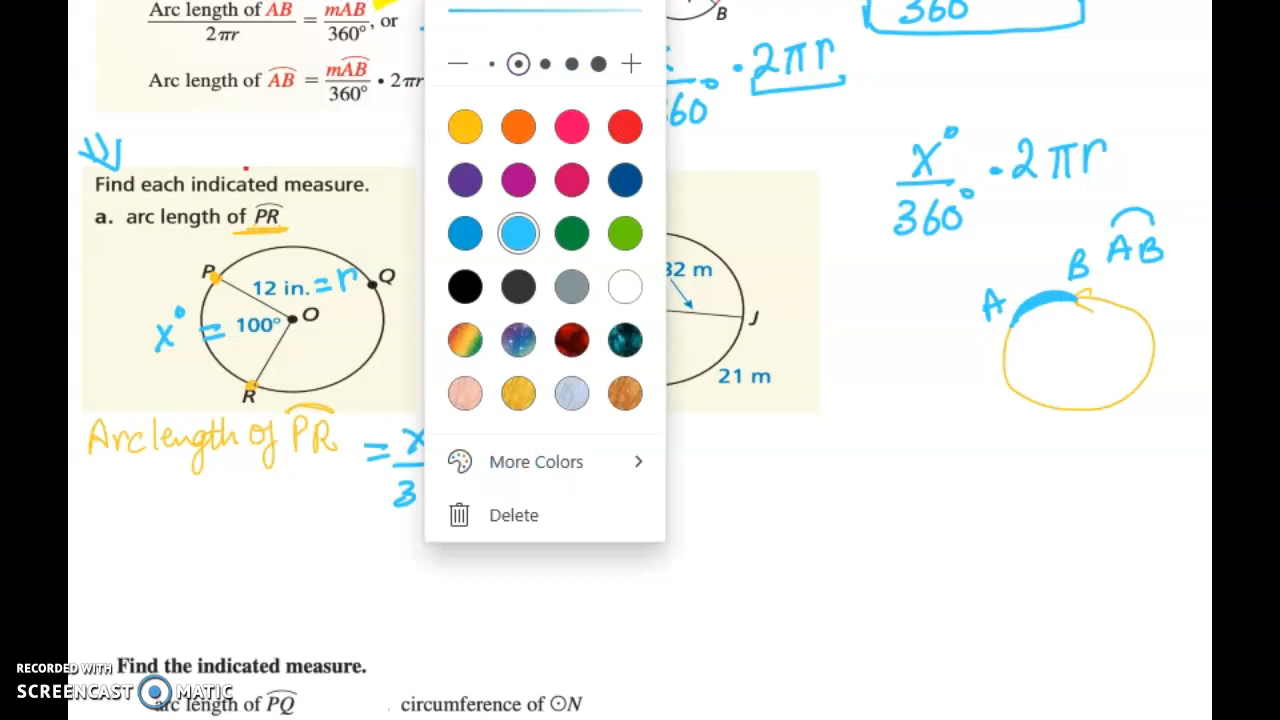 Arc length of AB / 2πr = mAB / 360°, or
Arc length of AB = mAB / 360° • 2πr
B
360
360° • 2πr
x° / 360° • 2πr
Find each indicated measure.
a. arc length of PR
P
12 in. = r
Q
x° = 100°
O
R
32 m
J
21 m
AB
B
A
Arc length of PR = x
3
More Colors
Delete
Find the indicated measure.
arc length of PQ
circumference of ⊙N
RECORDED WITH
SCREENCAST MATIC